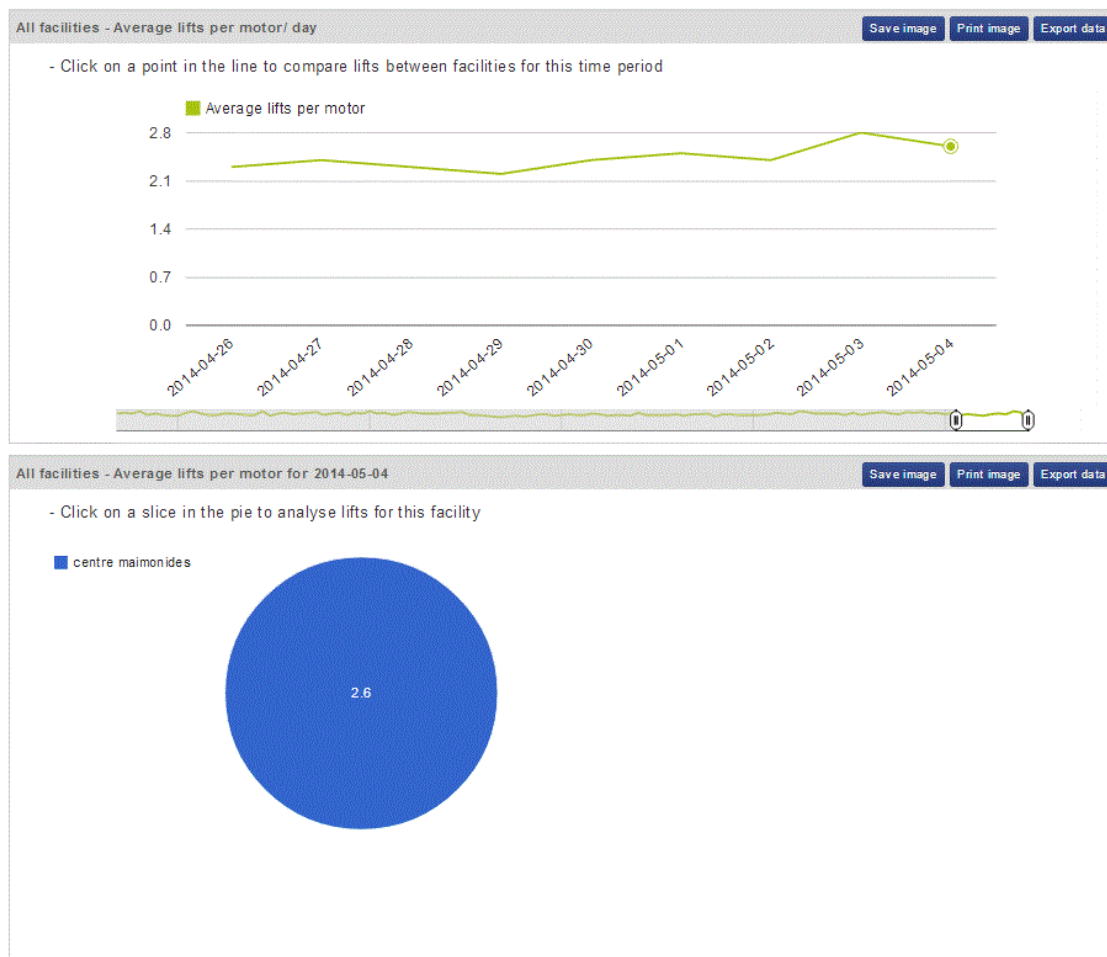 All facilities - Average lifts per motor/ day
Save image Print image Export data
- Click on a point in the line to compare lifts between facilities for this time period
Average lifts per motor
2.8
2.1
1.4
0.7
0.0
2014-04-26 2014-04-27 2014-04-28 2014-04-29 2014-04-30 2014-05-01 2014-05-02 2014-05-03 2014-05-04
All facilities - Average lifts per motor for 2014-05-04
Save image Print image Export data
- Click on a slice in the pie to analyse lifts for this facility
centre maimonides
2.6